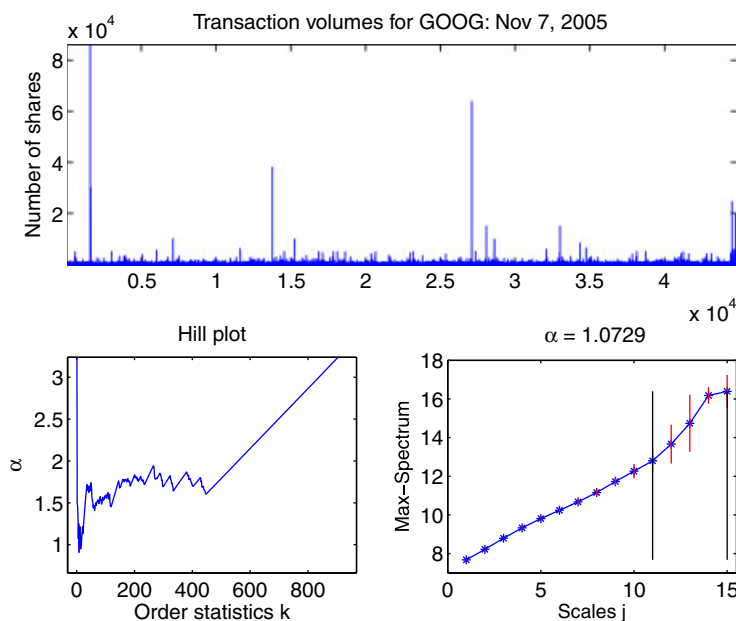 Transaction volumes for GOOG: Nov 7, 2005
x 10^4
8
6
4
2
Number of shares
0.5 1 1.5 2 2.5 3 3.5 4
x 10^4
Hill plot
3
2.5
2
1.5
1
α
0 200 400 600 800
Order statistics k
α = 1.0729
18
16
14
12
10
8
Max−Spectrum
0 5 10 15
Scales j